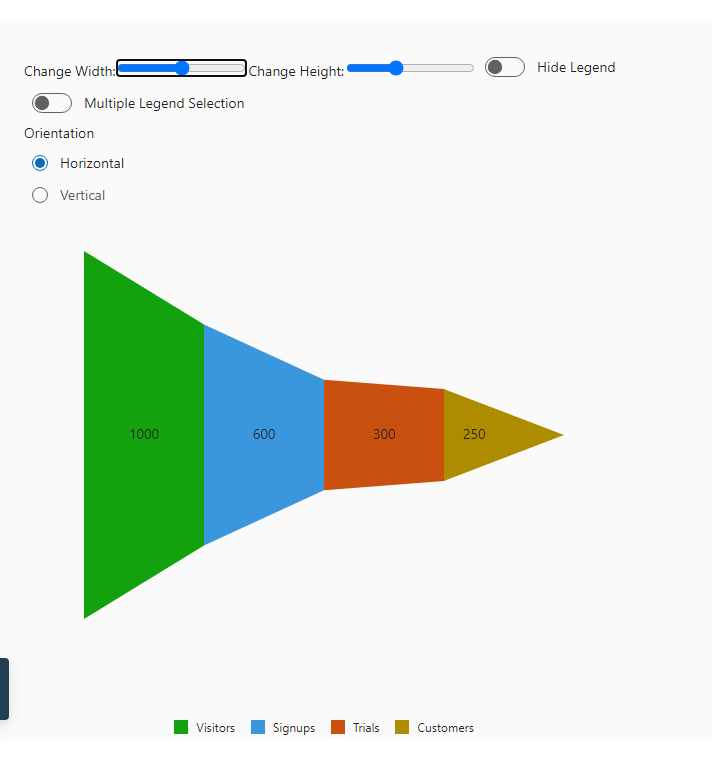 Change Width: Change Height: Hide Legend
Multiple Legend Selection
Orientation
Horizontal
Vertical
1000 600 300 250
Visitors Signups Trials Customers